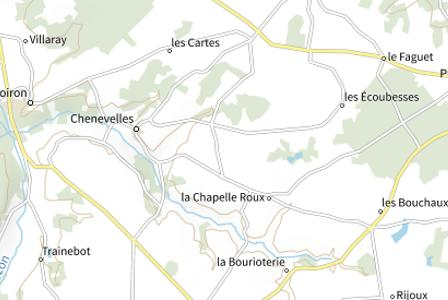 Villaray
les Cartes
le Faguet
P
oiron
les Écoubesses
Chenevelles
la Chapelle Roux
les Bouchaux
Trainebot
la Bourioterie
Rijoux